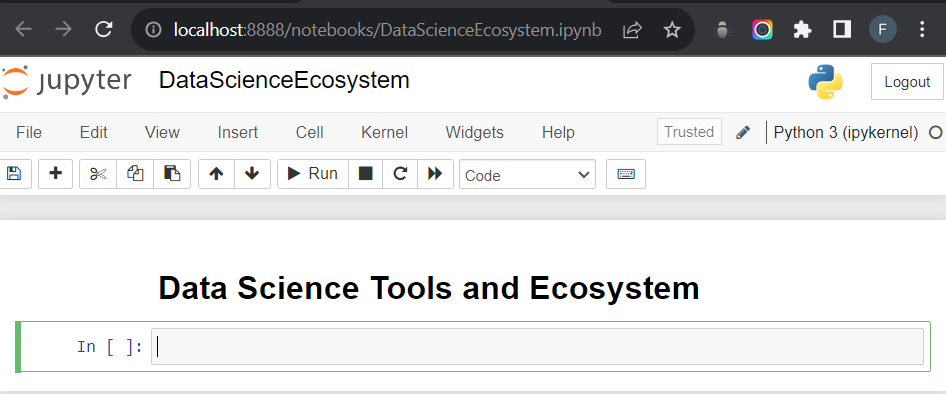 localhost:8888/notebooks/DataScienceEcosystem.ipynb F
jupyter DataScienceEcosystem Logout
File Edit View Insert Cell Kernel Widgets Help Trusted Python 3 (ipykernel)
Run Code
Data Science Tools and Ecosystem
In [ ]: